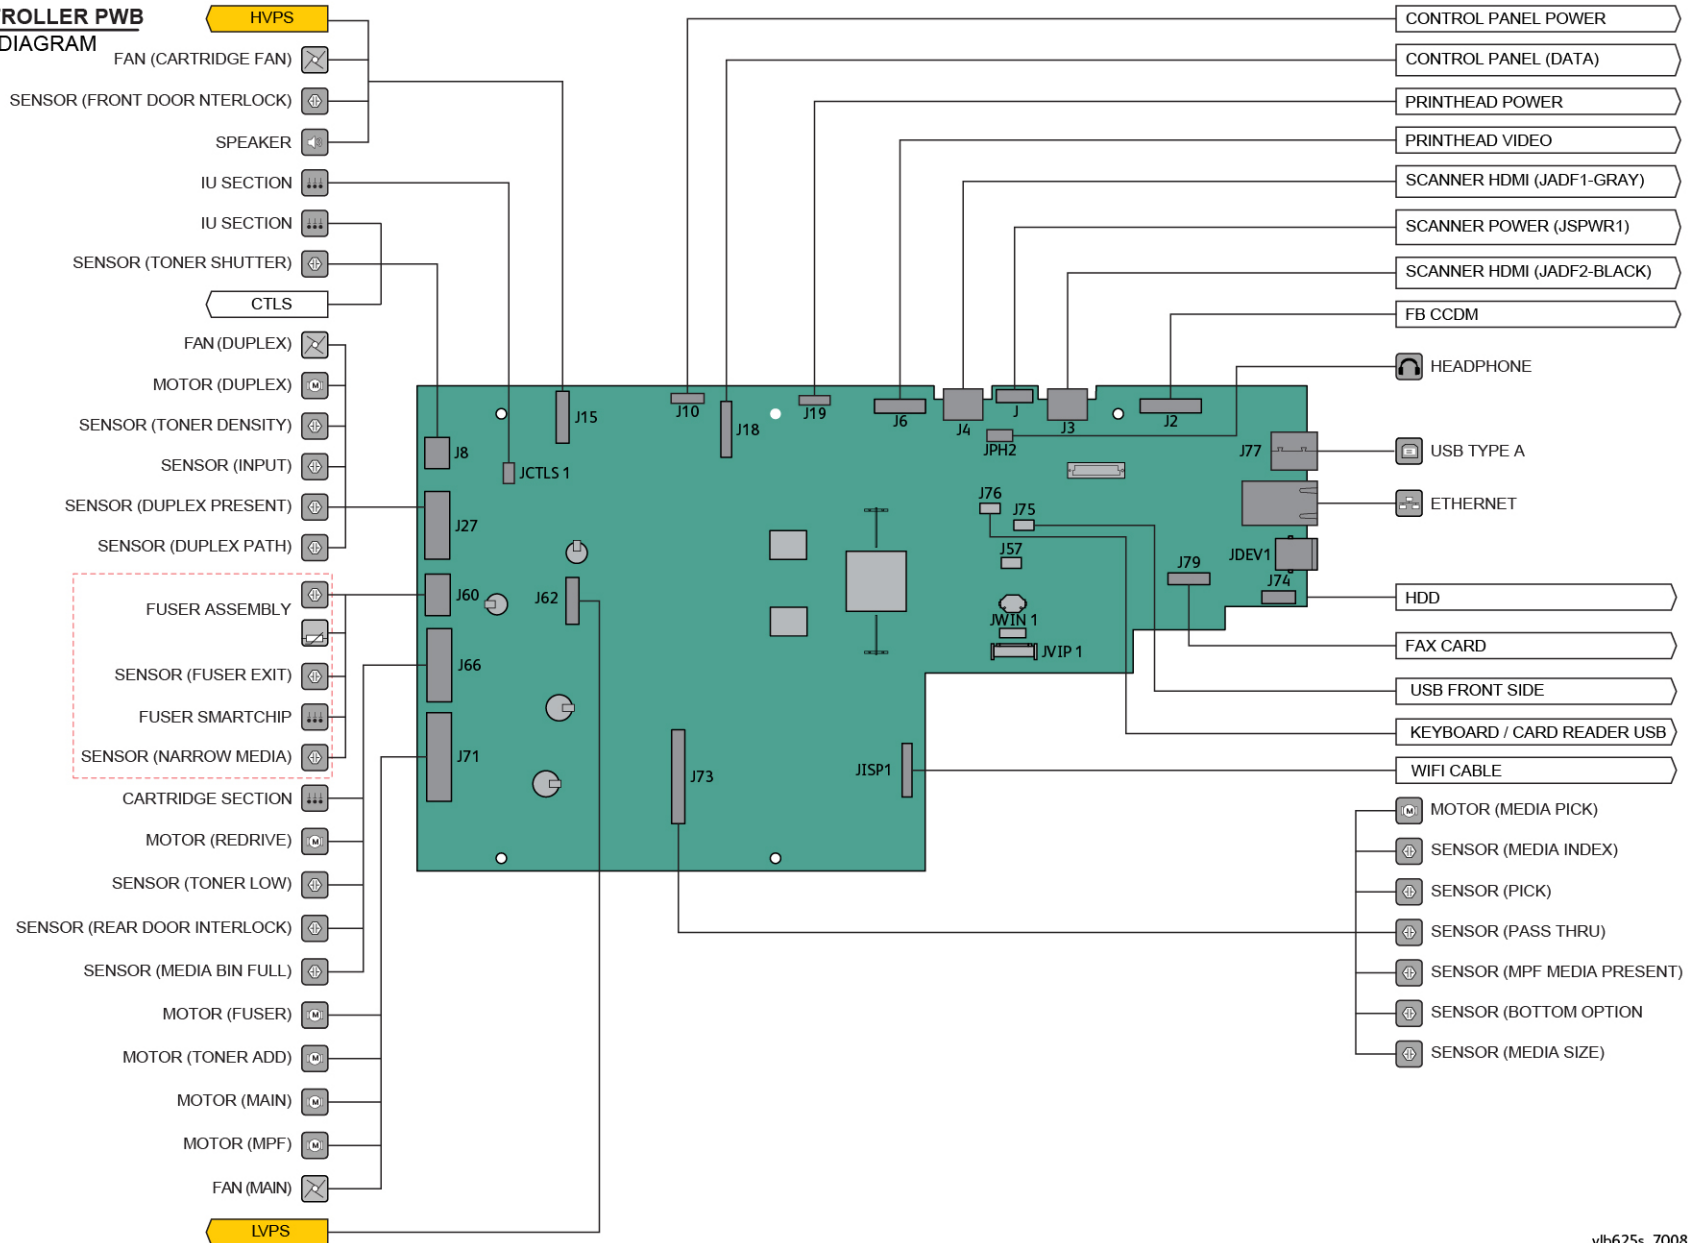 TROLLER PWB
DIAGRAM
HVPS
FAN (CARTRIDGE FAN)
SENSOR (FRONT DOOR NTERLOCK)
SPEAKER
IU SECTION
IU SECTION
SENSOR (TONER SHUTTER)
CTLS
FAN (DUPLEX)
MOTOR (DUPLEX)
SENSOR (TONER DENSITY)
SENSOR (INPUT)
SENSOR (DUPLEX PRESENT)
SENSOR (DUPLEX PATH)
FUSER ASSEMBLY
SENSOR (FUSER EXIT)
FUSER SMARTCHIP
SENSOR (NARROW MEDIA)
CARTRIDGE SECTION
MOTOR (REDRIVE)
SENSOR (TONER LOW)
SENSOR (REAR DOOR INTERLOCK)
SENSOR (MEDIA BIN FULL)
MOTOR (FUSER)
MOTOR (TONER ADD)
MOTOR (MAIN)
MOTOR (MPF)
FAN (MAIN)
LVPS
J15
J10
J18
J19
J6
J4
J
J3
J2
JPH2
J8
JCTLS 1
J77
J27
J76
J75
J57
JDEV1
J79
J74
J60
J62
JWIN 1
JVIP 1
J66
J71
J73
JISP1
CONTROL PANEL POWER
CONTROL PANEL (DATA)
PRINTHEAD POWER
PRINTHEAD VIDEO
SCANNER HDMI (JADF1-GRAY)
SCANNER POWER (JSPWR1)
SCANNER HDMI (JADF2-BLACK)
FB CCDM
HEADPHONE
USB TYPE A
ETHERNET
HDD
FAX CARD
USB FRONT SIDE
KEYBOARD / CARD READER USB
WIFI CABLE
MOTOR (MEDIA PICK)
SENSOR (MEDIA INDEX)
SENSOR (PICK)
SENSOR (PASS THRU)
SENSOR (MPF MEDIA PRESENT)
SENSOR (BOTTOM OPTION
SENSOR (MEDIA SIZE)
vlb625s_7008